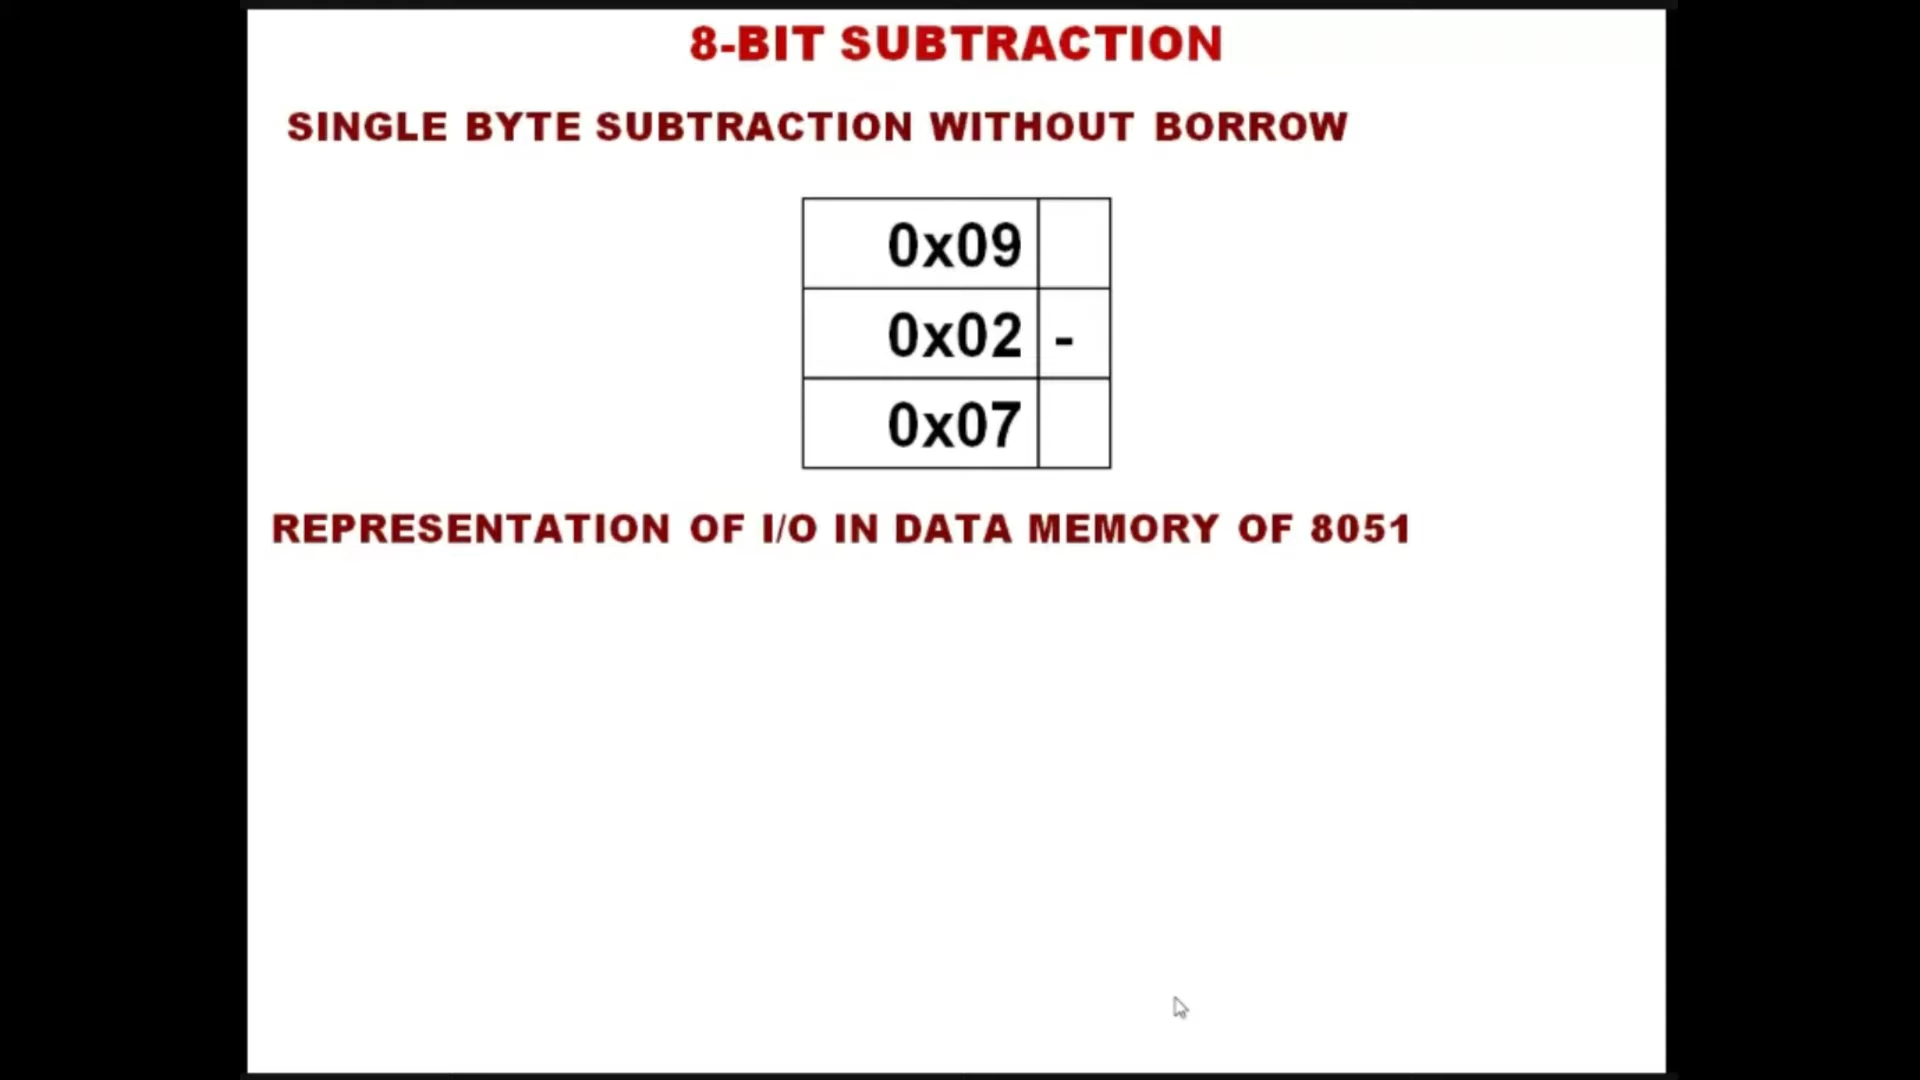 8-BIT SUBTRACTION
SINGLE BYTE SUBTRACTION WITHOUT BORROW
0x09
0x02 -
0x07
REPRESENTATION OF I/O IN DATA MEMORY OF 8051